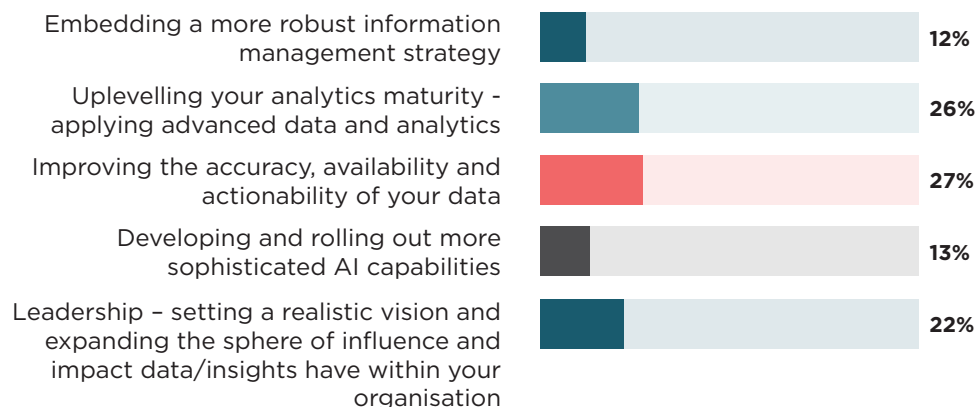 Embedding a more robust information
management strategy
12%
Uplevelling your analytics maturity -
applying advanced data and analytics
26%
Improving the accuracy, availability and
actionability of your data
27%
Developing and rolling out more
sophisticated AI capabilities
13%
Leadership – setting a realistic vision and
expanding the sphere of influence and
impact data/insights have within your
organisation
22%